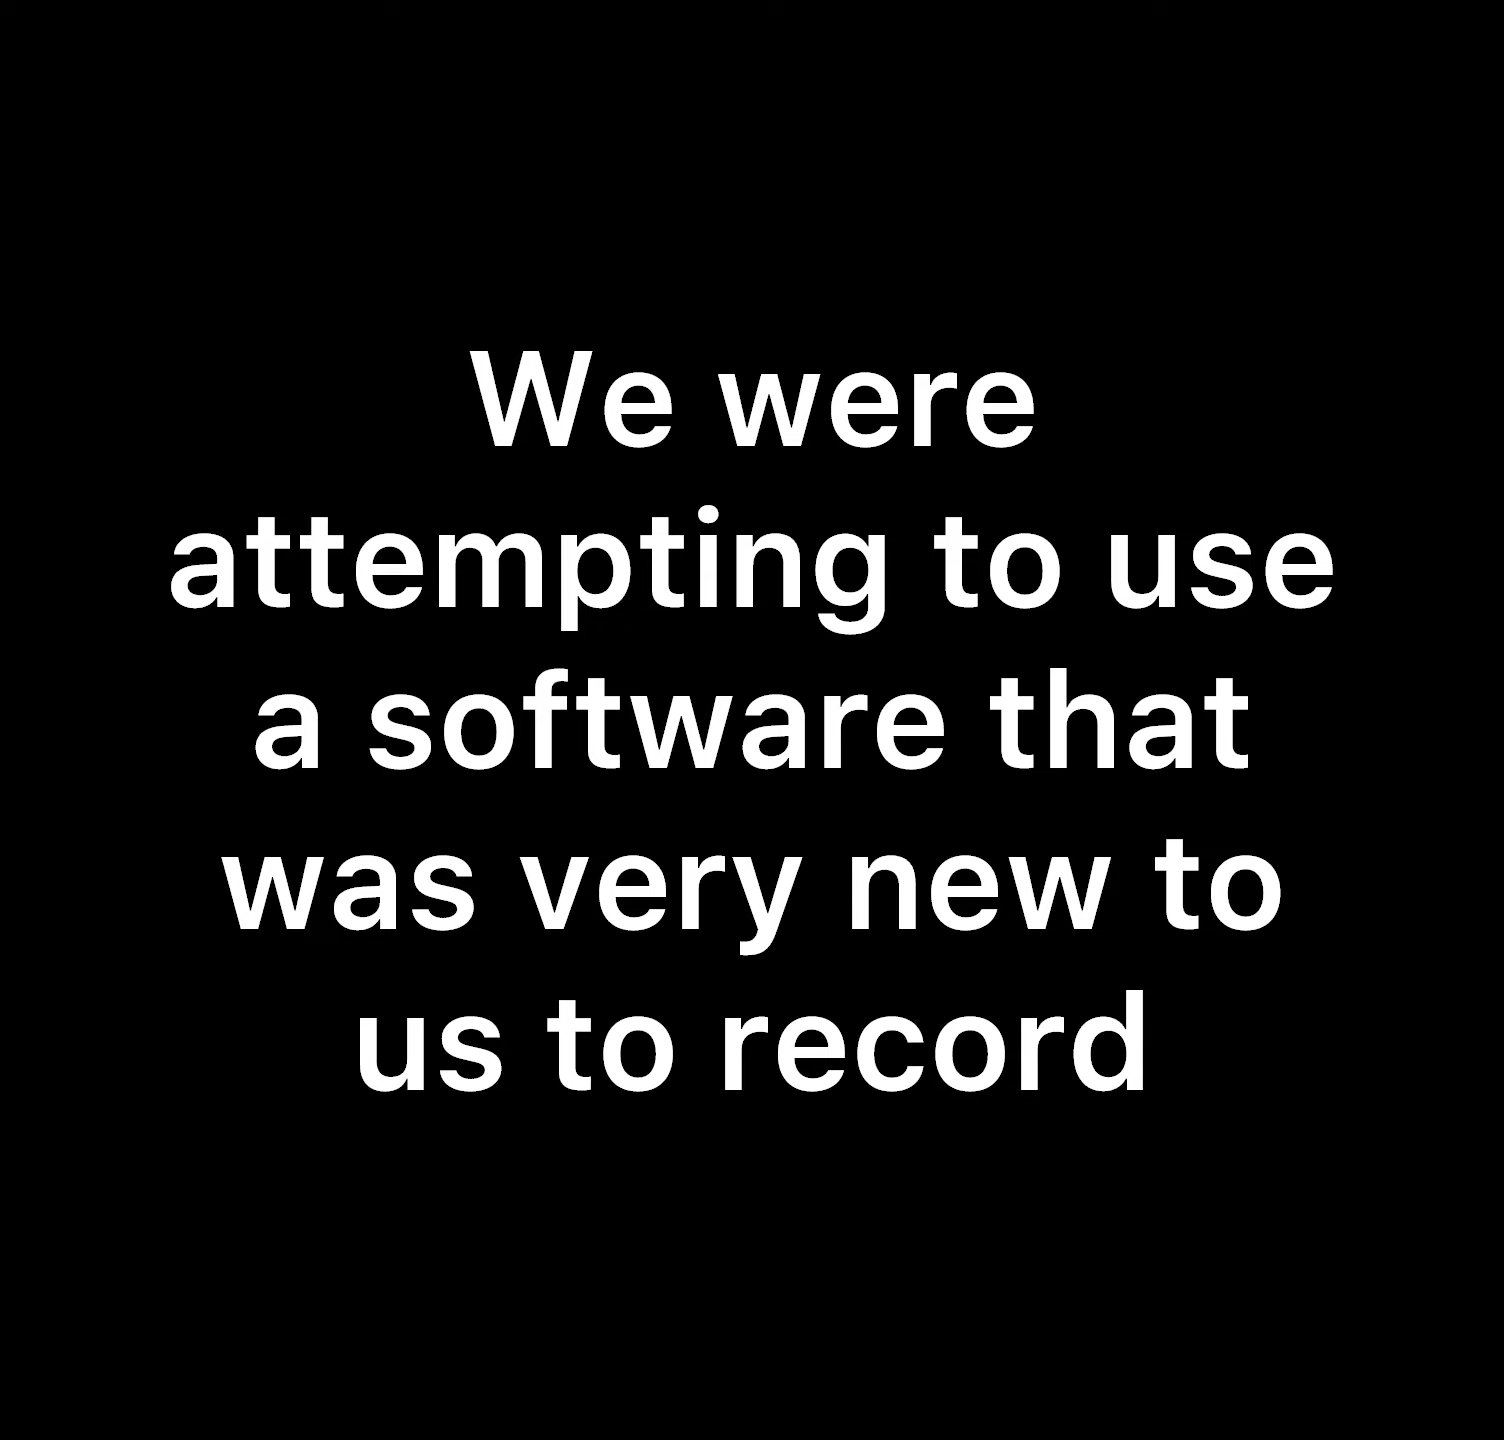 We were
attempting to use
a software that
was very new to
us to record